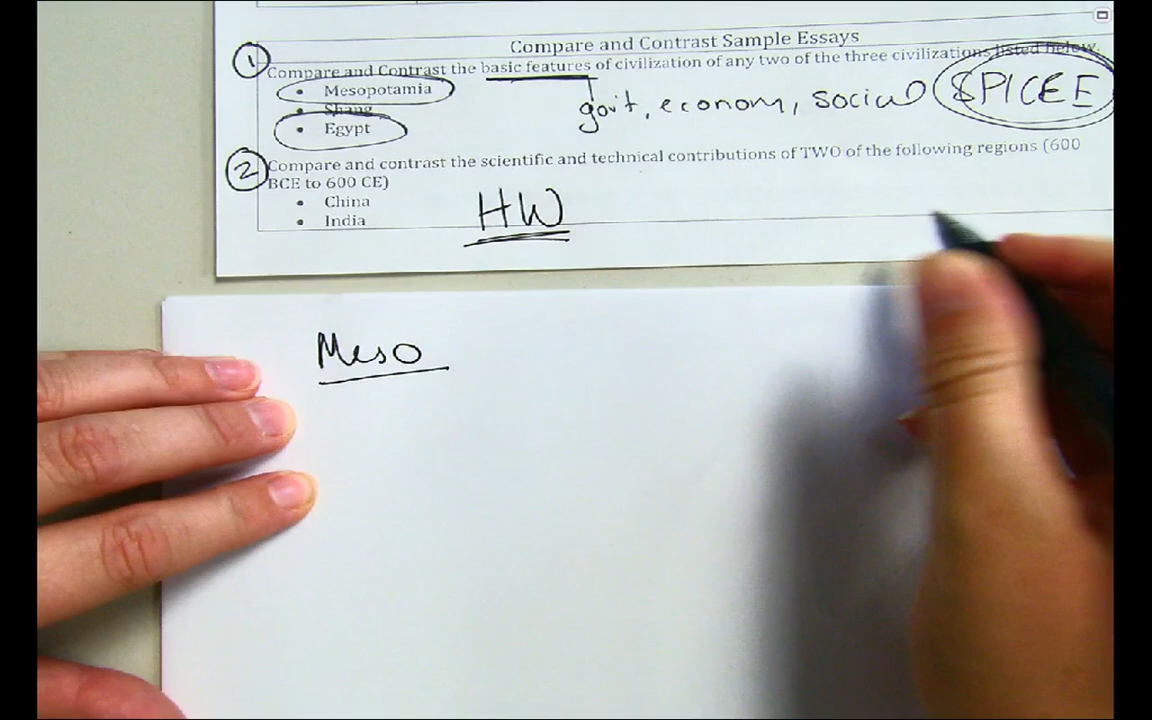 Compare and Contrast Sample Essays
1 Compare and Contrast the basic features of civilization of any two of the three civilizations listed below.
• Mesopotamia
gov't, econom, social SPICEE
• Shang
• Egypt
2 Compare and contrast the scientific and technical contributions of TWO of the following regions (600
BCE to 600 CE)
• China
HW
• India
Meso